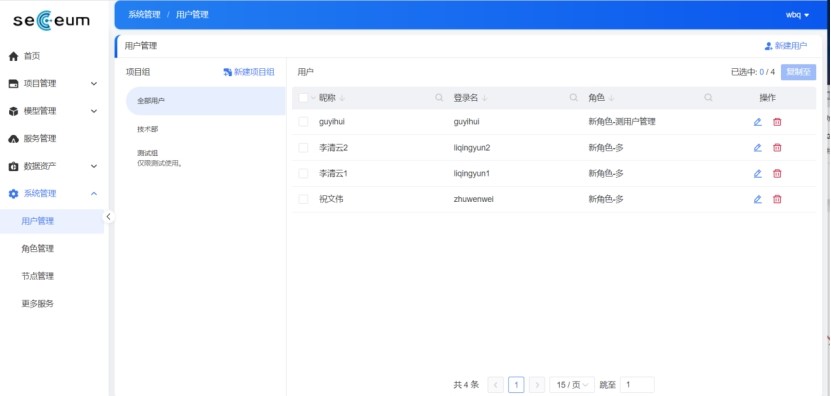 seCeum
系统管理 / 用户管理
wbq
首页
项目管理
模型管理
服务管理
数据资产
系统管理
用户管理
角色管理
节点管理
更多服务
用户管理
新建用户
项目组
新建项目组
全部用户
技术部
测试组
仅限测试使用。
用户
已选中: 0 / 4
复制至
昵称 登录名 角色 操作
guyihui guyihui 新角色-测用户管理
李清云2 liqingyun2 新角色-多
李清云1 liqingyun1 新角色-多
祝文伟 zhuwenwei 新角色-多
共 4 条 1 15 / 页 跳至 1